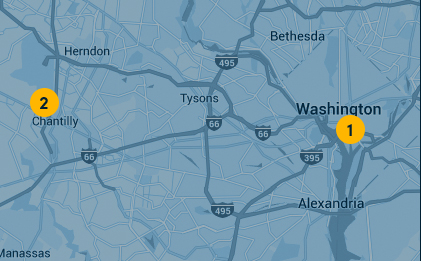 Bethesda
Herndon
495
Tysons
2
Washington
Chantilly
66
66
1
66
395
Alexandria
495
Manassas